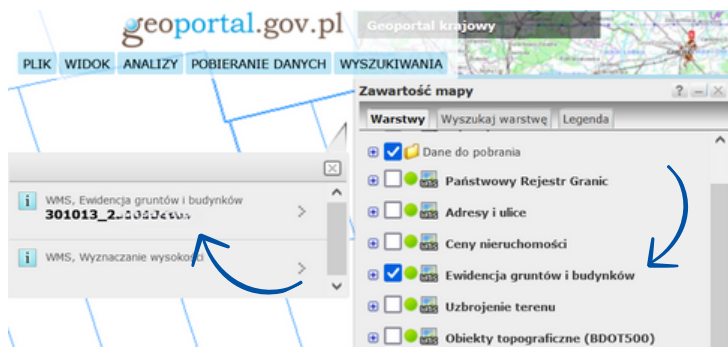 geoportal.gov.pl
Geoportal krajowy
PLIK WIDOK ANALIZY POBIERANIE DANYCH WYSZUKIWANIA
Zawartość mapy
Warstwy Wyszukaj warstwę Legenda
Dane do pobrania
Państwowy Rejestr Granic
Adresy i ulice
Ceny nieruchomości
Ewidencja gruntów i budynków
Uzbrojenie terenu
Obiekty topograficzne (BDOT500)
WMS, Ewidencja gruntów i budynków
WMS, Wyznaczanie wysokości